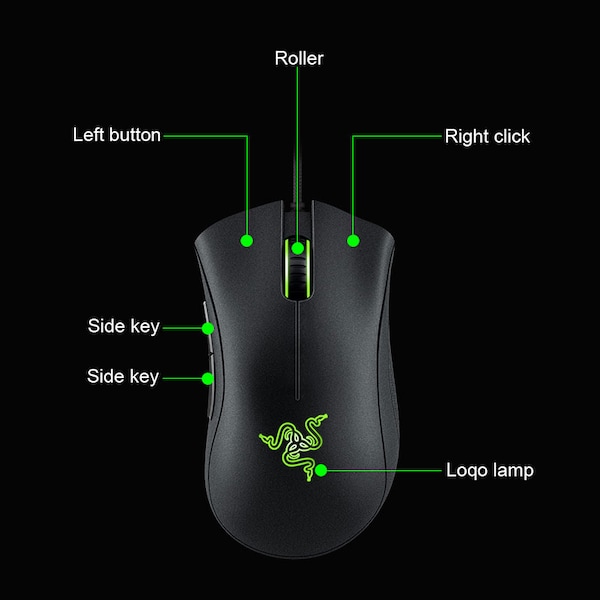 Roller
Left button
Right click
Side key
Side key
Loqo lamp